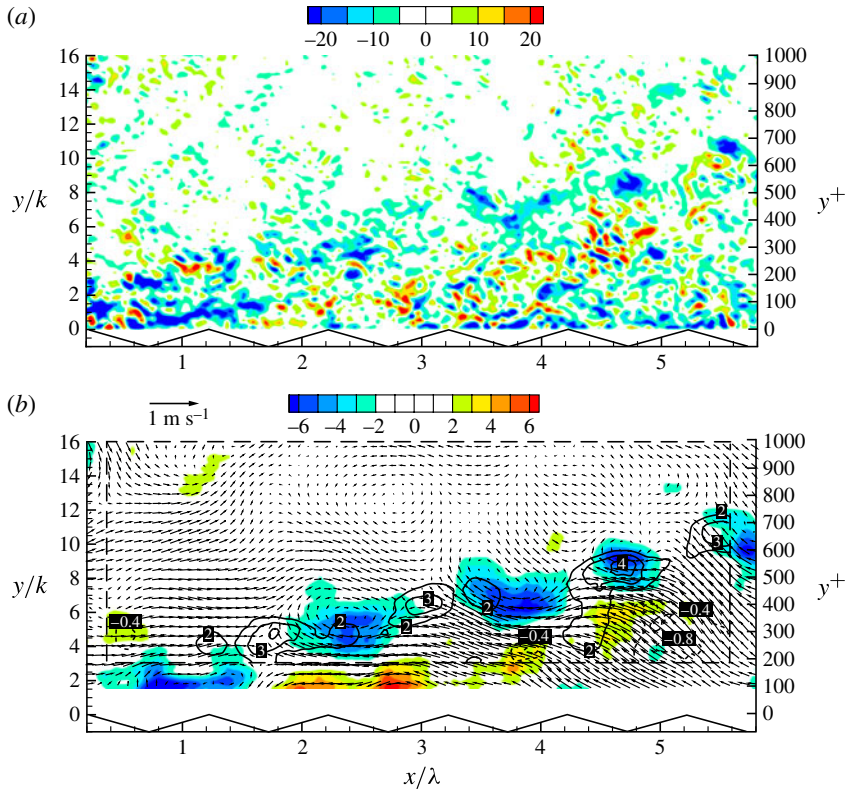 (a)
−20 −10 0 10 20
16 1000
14 900
12 800
700
10 600
y/k 8 500 y+
6 400
4 300
200
2 100
0 0
1 2 3 4 5
(b)
1 m s−1
−6 −4 −2 0 2 4 6
16 1000
14 900
12 800
2 700
10 3 600
y/k 8 4 500 y+
6 3 2 400
−0.4 2 2 2 −0.4 −0.4 300
4 3 2 −0.8 200
2 100
0 0
1 2 3 4 5
x/λ